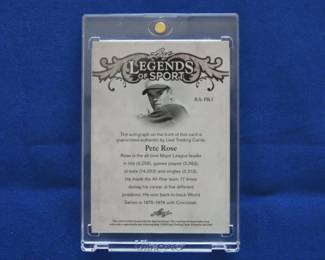 Leaf
LEGENDS
OF SPORT
BA-PR1
The autograph on the front of this card is
guaranteed authentic by Leaf Trading Cards.
Pete Rose
Rose is the all-time Major League leader
in hits (4,256), games played (3,562),
at-bats (14,053) and singles (3,215).
He made the All-Star team 17 times
during his career at five different
positions. He won back-to-back World
Series in 1975-1976 with Cincinnati.
Leaf